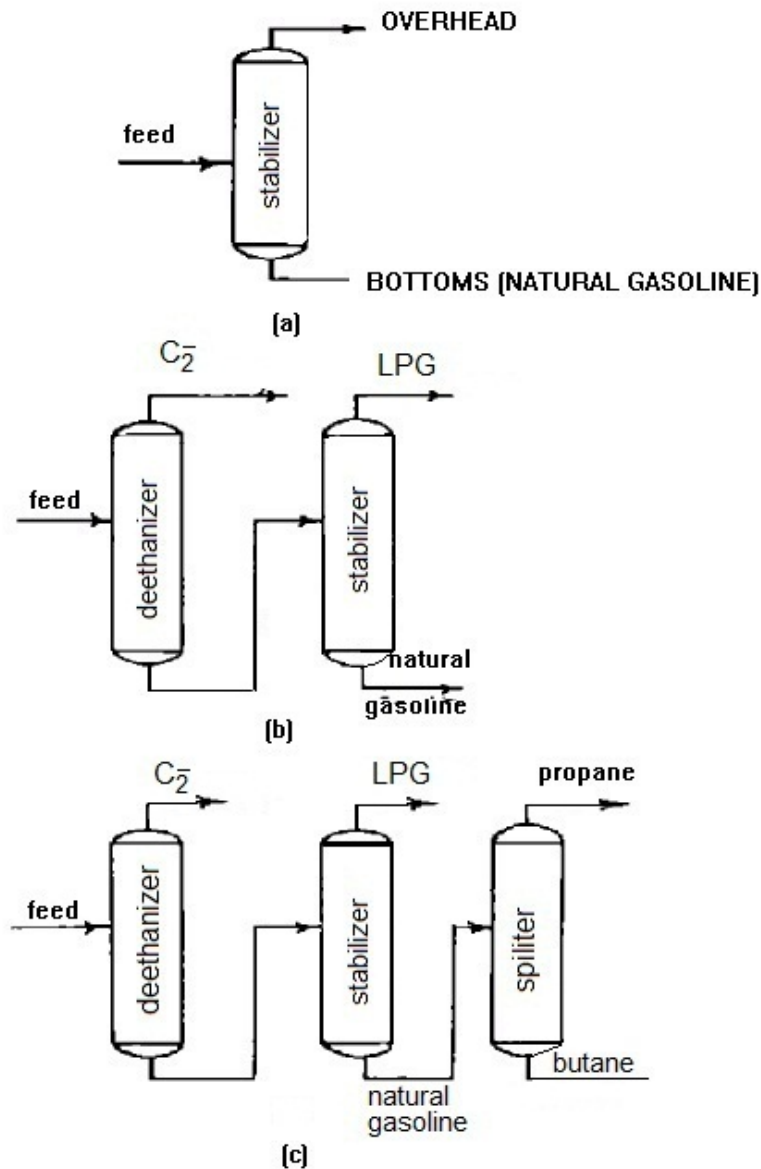 OVERHEAD
feed
stabilizer
BOTTOMS (NATURAL GASOLINE)
(a)
C₂̄
LPG
feed
deethanizer
stabilizer
natural
gasoline
(b)
C₂̄
LPG
propane
feed
deethanizer
stabilizer
spiliter
butane
natural
gasoline
(c)